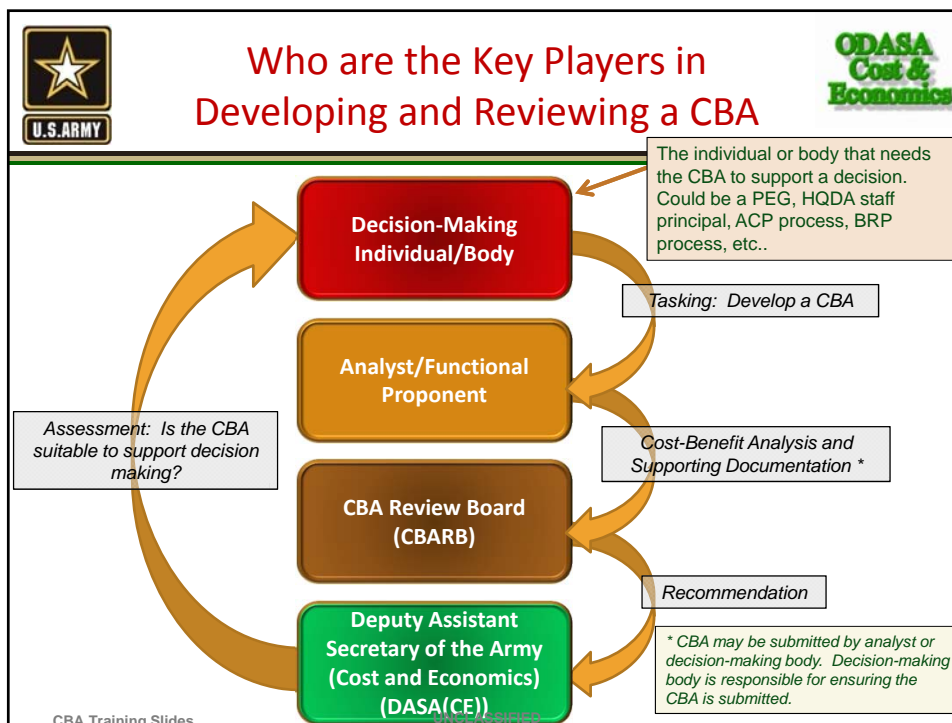 U.S.ARMY
Who are the Key Players in
Developing and Reviewing a CBA
ODASA
Cost &
Economics
The individual or body that needs
the CBA to support a decision.
Could be a PEG, HQDA staff
principal, ACP process, BRP
process, etc..
Decision-Making
Individual/Body
Tasking:  Develop a CBA
Analyst/Functional
Proponent
Assessment:  Is the CBA
suitable to support decision
making?
Cost-Benefit Analysis and
Supporting Documentation *
CBA Review Board
(CBARB)
Recommendation
Deputy Assistant
Secretary of the Army
(Cost and Economics)
(DASA(CE))
* CBA may be submitted by analyst or
decision-making body.  Decision-making
body is responsible for ensuring the
CBA is submitted.
CBA Training Slides
UNCLASSIFIED